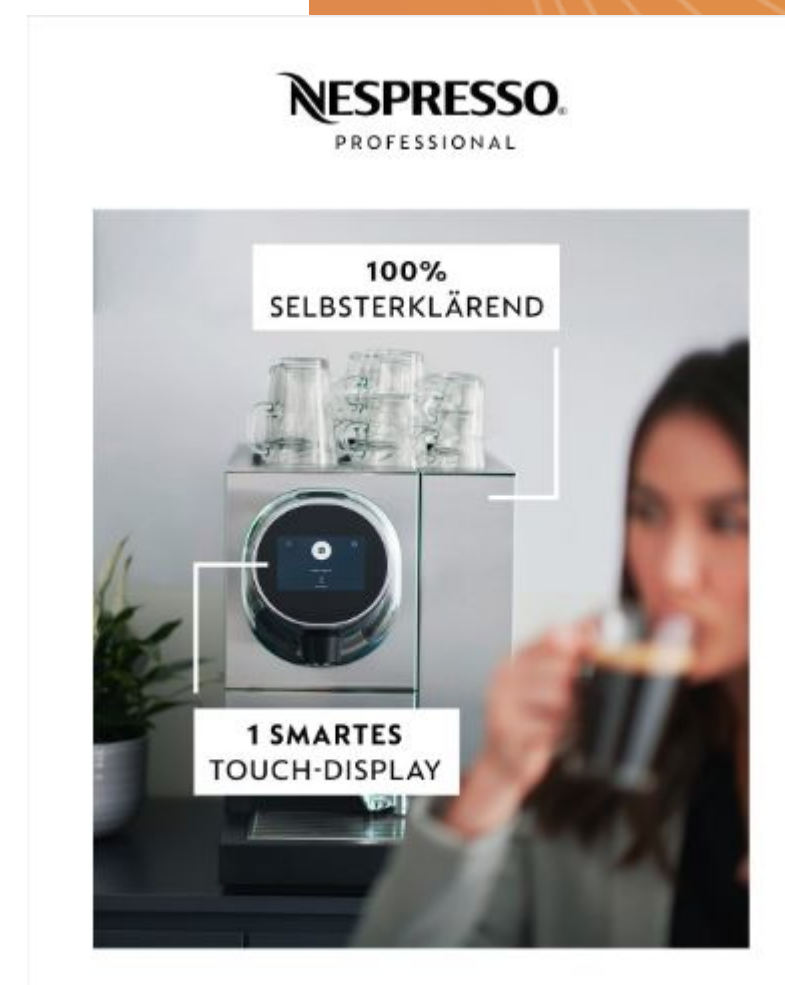 NESPRESSO®
PROFESSIONAL
100%
SELBSTERKLÄREND
1 SMARTES
TOUCH-DISPLAY